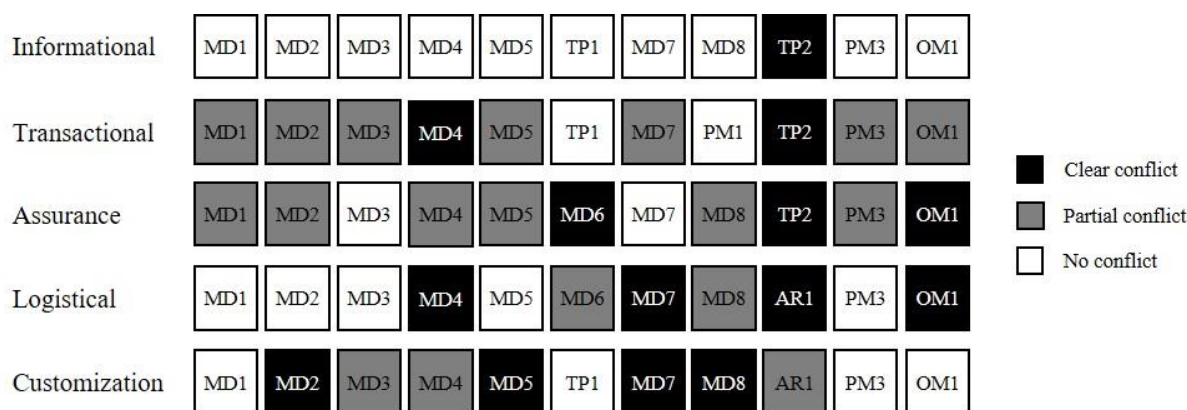 Informational MD1 MD2 MD3 MD4 MD5 TP1 MD7 MD8 TP2 PM3 OM1
Transactional MD1 MD2 MD3 MD4 MD5 TP1 MD7 PM1 TP2 PM3 OM1
Assurance MD1 MD2 MD3 MD4 MD5 MD6 MD7 MD8 TP2 PM3 OM1
Logistical MD1 MD2 MD3 MD4 MD5 MD6 MD7 MD8 AR1 PM3 OM1
Customization MD1 MD2 MD3 MD4 MD5 TP1 MD7 MD8 AR1 PM3 OM1
Clear conflict
Partial conflict
No conflict